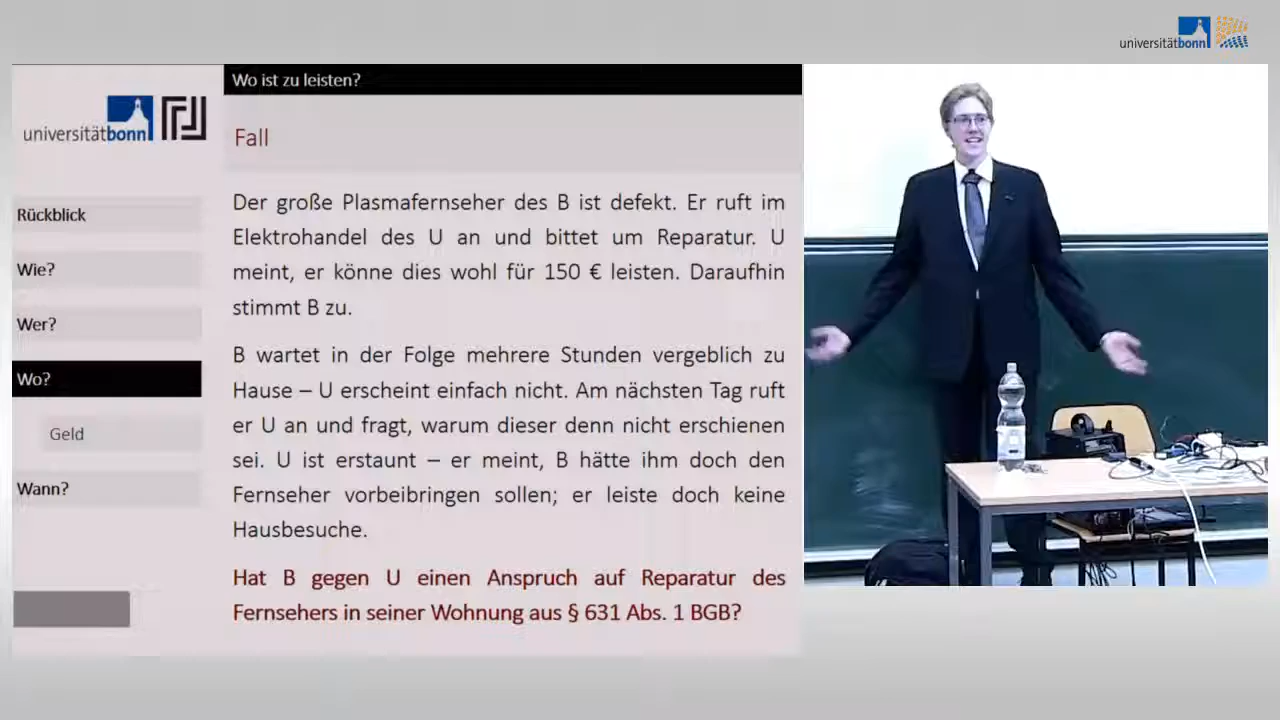 universitätbonn
Wo ist zu leisten?
universitätbonn
Fall
Rückblick
Wie?
Wer?
Wo?
Geld
Wann?
Der große Plasmafernseher des B ist defekt. Er ruft im
Elektrohandel des U an und bittet um Reparatur. U
meint, er könne dies wohl für 150 € leisten. Daraufhin
stimmt B zu.
B wartet in der Folge mehrere Stunden vergeblich zu
Hause – U erscheint einfach nicht. Am nächsten Tag ruft
er U an und fragt, warum dieser denn nicht erschienen
sei. U ist erstaunt – er meint, B hätte ihm doch den
Fernseher vorbeibringen sollen; er leiste doch keine
Hausbesuche.
Hat B gegen U einen Anspruch auf Reparatur des
Fernsehers in seiner Wohnung aus § 631 Abs. 1 BGB?